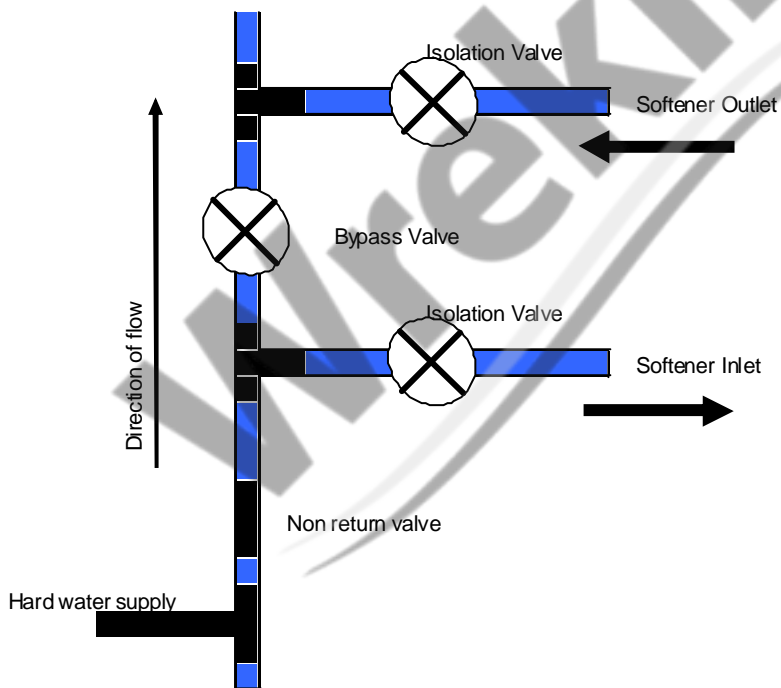 Isolation Valve
Softener Outlet
Bypass Valve
Isolation Valve
Direction of flow
Softener Inlet
Non return valve
Hard water supply